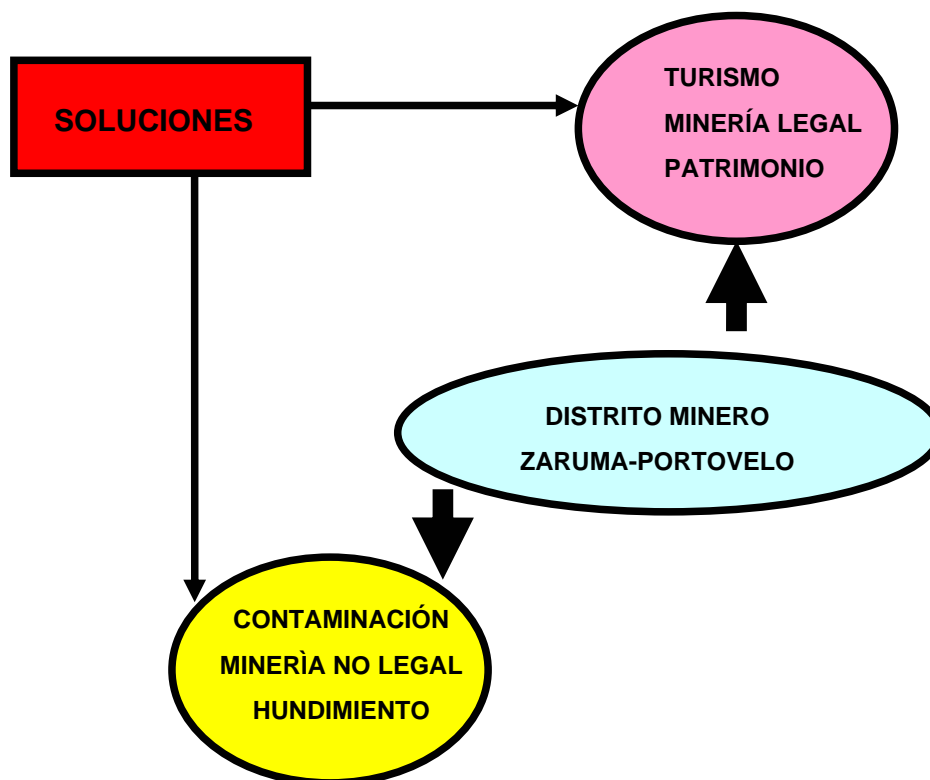 SOLUCIONES
TURISMO
MINERÍA LEGAL
PATRIMONIO
DISTRITO MINERO
ZARUMA-PORTOVELO
CONTAMINACIÓN
MINERÌA NO LEGAL
HUNDIMIENTO